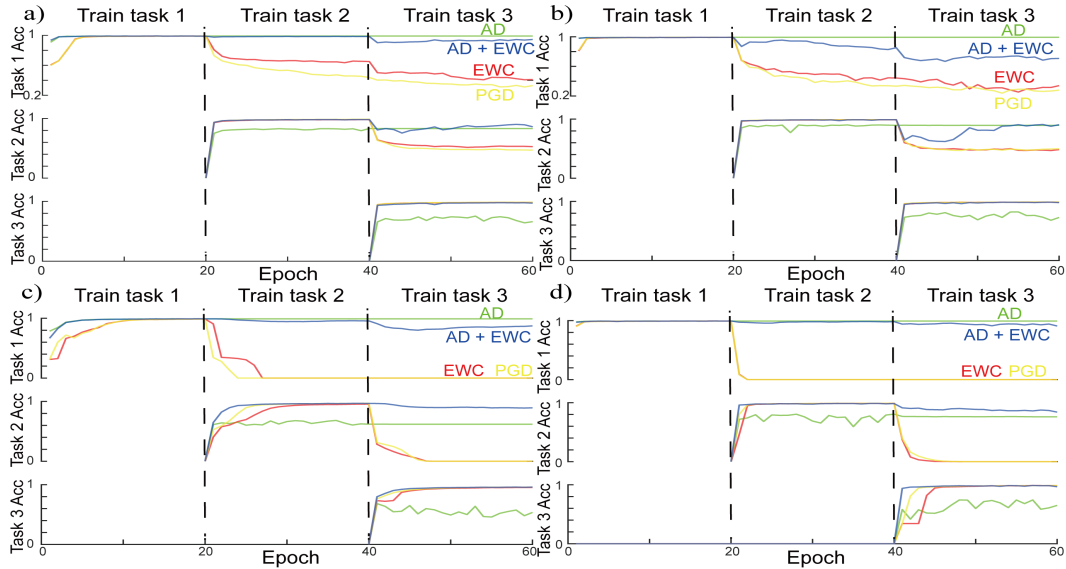 a)
Train task 1 Train task 2 Train task 3
Task 1 Acc
1
0.2
AD
AD + EWC
EWC
PGD
Task 2 Acc
1
0
Task 3 Acc
1
0
0 20 40 60
Epoch
b)
Train task 1 Train task 2 Train task 3
Task 1 Acc
1
0.2
AD
AD + EWC
EWC
PGD
Task 2 Acc
1
0
Task 3 Acc
1
0
0 20 40 60
Epoch
c)
Train task 1 Train task 2 Train task 3
Task 1 Acc
1
0
AD
AD + EWC
EWC PGD
Task 2 Acc
1
0
Task 3 Acc
1
0
0 20 40 60
Epoch
d)
Train task 1 Train task 2 Train task 3
Task 1 Acc
1
0
AD
AD + EWC
EWC PGD
Task 2 Acc
1
0
Task 3 Acc
1
0
0 20 40 60
Epoch